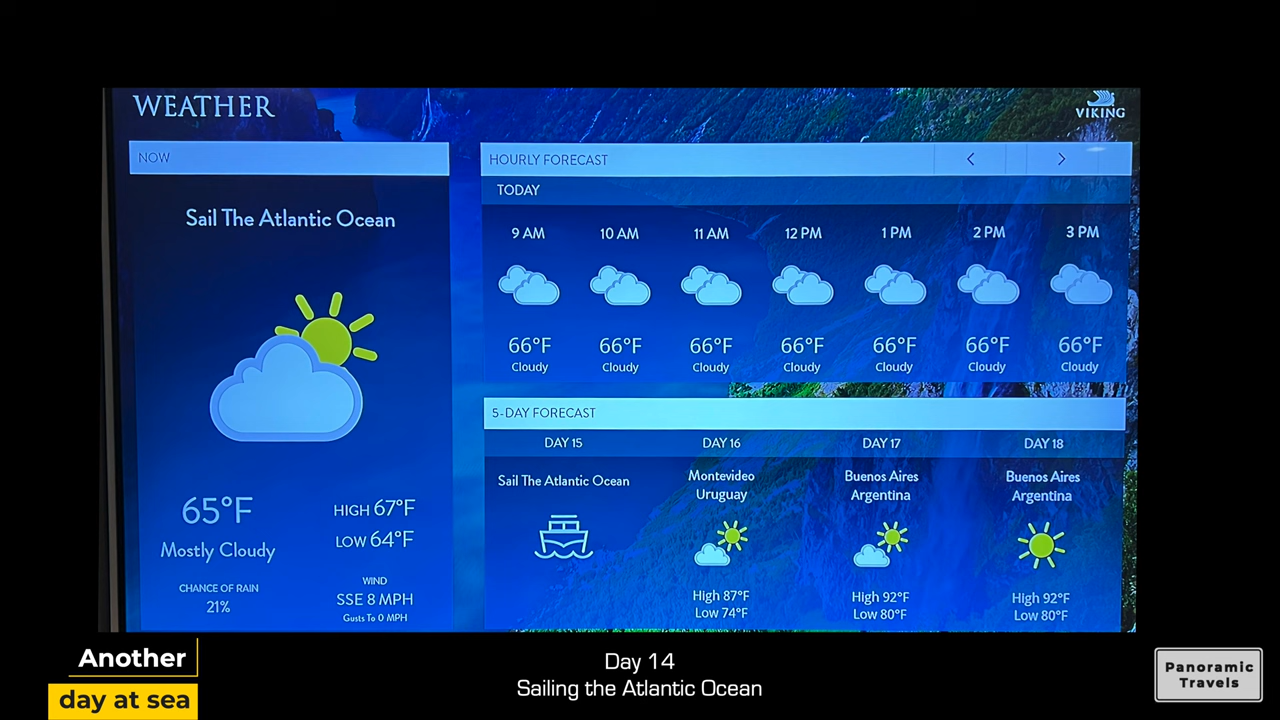 WEATHER
VIKING
NOW
Sail The Atlantic Ocean
65°F
Mostly Cloudy
HIGH 67°F
LOW 64°F
CHANCE OF RAIN
21%
WIND
SSE 8 MPH
Gusts To 0 MPH
HOURLY FORECAST
TODAY
9 AM 10 AM 11 AM 12 PM 1 PM 2 PM 3 PM
66°F 66°F 66°F 66°F 66°F 66°F 66°F
Cloudy Cloudy Cloudy Cloudy Cloudy Cloudy Cloudy
5-DAY FORECAST
DAY 15 DAY 16 DAY 17 DAY 18
Sail The Atlantic Ocean
Montevideo
Uruguay
High 87°F
Low 74°F
Buenos Aires
Argentina
High 92°F
Low 80°F
Buenos Aires
Argentina
High 92°F
Low 80°F
Another
day at sea
Day 14
Sailing the Atlantic Ocean
Panoramic
Travels